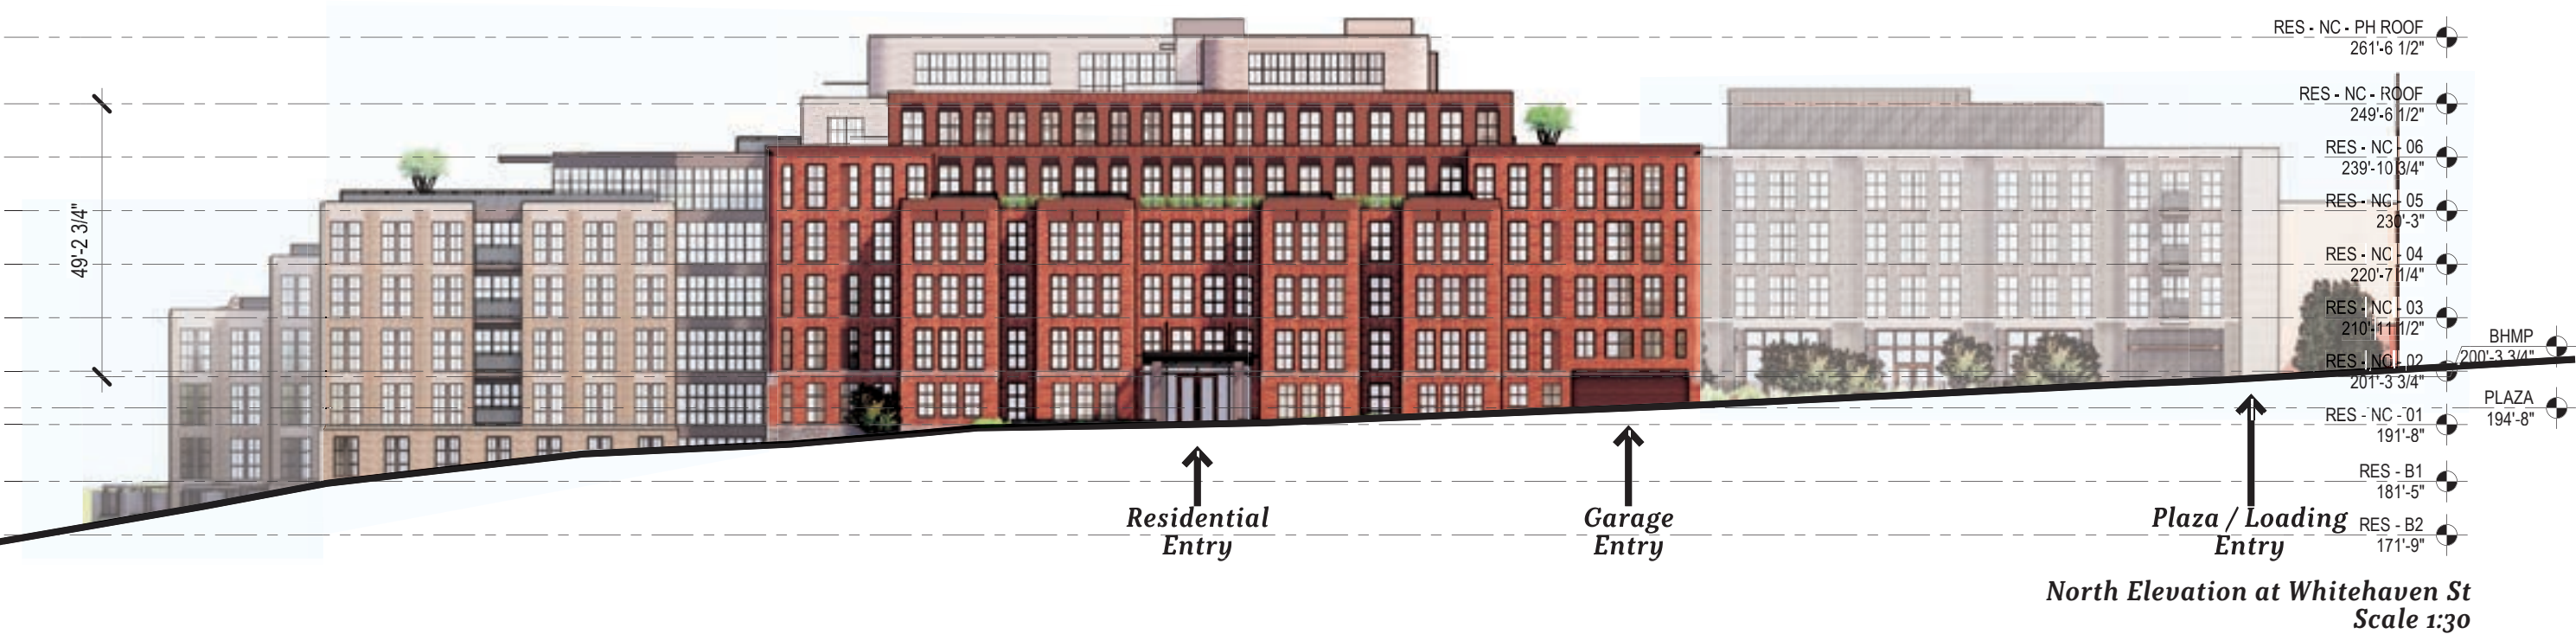 RES - NC - PH ROOF
261'-6 1/2"
RES - NC - ROOF
249'-6 1/2"
RES - NC - 06
239'-10 3/4"
RES - NC - 05
230'-3"
RES - NC - 04
220'-7 1/4"
RES - NC - 03
210'-11 1/2"
BHMP
200'-3 3/4"
RES - NC - 02
201'-3 3/4"
PLAZA
194'-8"
RES - NC - 01
191'-8"
RES - B1
181'-5"
RES - B2
171'-9"
49'-2 3/4"
Residential
Entry
Garage
Entry
Plaza / Loading
Entry
North Elevation at Whitehaven St
Scale 1:30